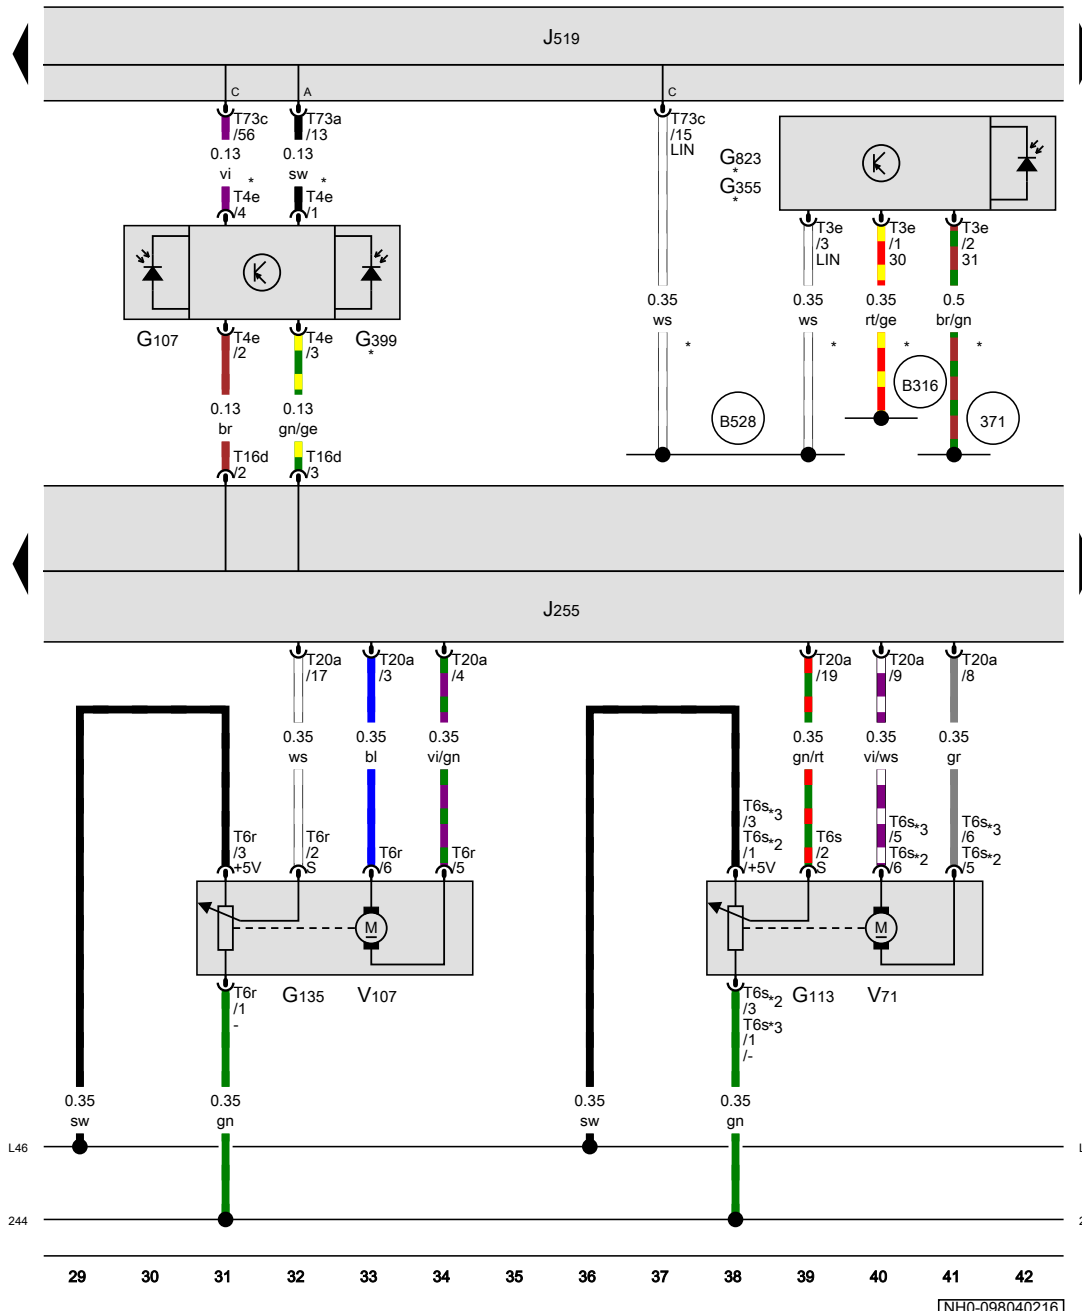 J519
C
A
C
T73c
/56
T73a
/13
T73c
/15
LIN
0.13
vi
*
0.13
sw
*
T4e
/4
T4e
/1
G823
*
G355
*
T3e
/3
LIN
T3e
/1
30
T3e
/2
31
G107
T4e
/2
T4e
/3
G399
*
0.35
ws
*
0.35
ws
*
0.35
rt/ge
*
0.5
br/gn
*
0.13
br
0.13
gn/ge
B528
B316
371
T16d
/2
T16d
/3
J255
T20a
/17
T20a
/3
T20a
/4
T20a
/19
T20a
/9
T20a
/8
0.35
ws
0.35
bl
0.35
vi/gn
0.35
gn/rt
0.35
vi/ws
0.35
gr
T6r
/3
+5V
T6r
/2
S
T6r
/6
T6r
/5
T6s*3
/3
T6s*2
/1
/+5V
T6s
/2
S
T6s*3
/5
T6s*2
/6
T6s*3
/6
T6s*2
/5
M
M
T6r
/1
-
G135
V107
T6s*2
/3
T6s*3
/1
/-
G113
V71
0.35
sw
0.35
gn
0.35
sw
0.35
gn
L46
L
244
2
29 30 31 32 33 34 35 36 37 38 39 40 41 42
NH0-098040216